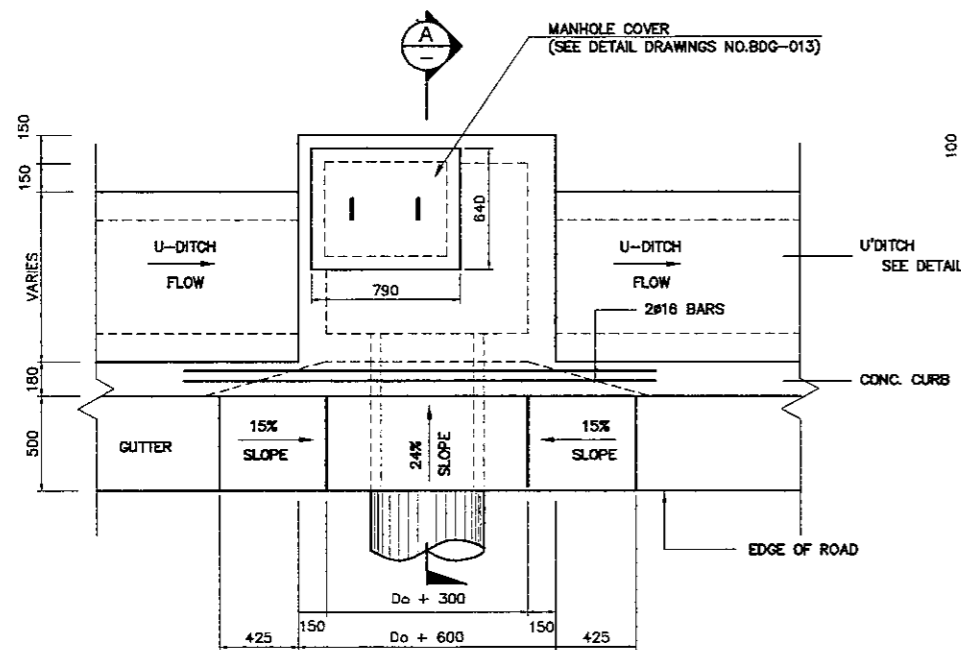 A
–
MANHOLE COVER
(SEE DETAIL DRAWINGS NO.BDG-013)
150
150
100
640
U-DITCH
FLOW
U-DITCH
FLOW
U'DITCH
SEE DETAIL
VARIES
790
2ø16 BARS
180
CONC. CURB
500
GUTTER
15%
SLOPE
24%
SLOPE
15%
SLOPE
EDGE OF ROAD
Do + 300
150
150
425
Do + 600
425